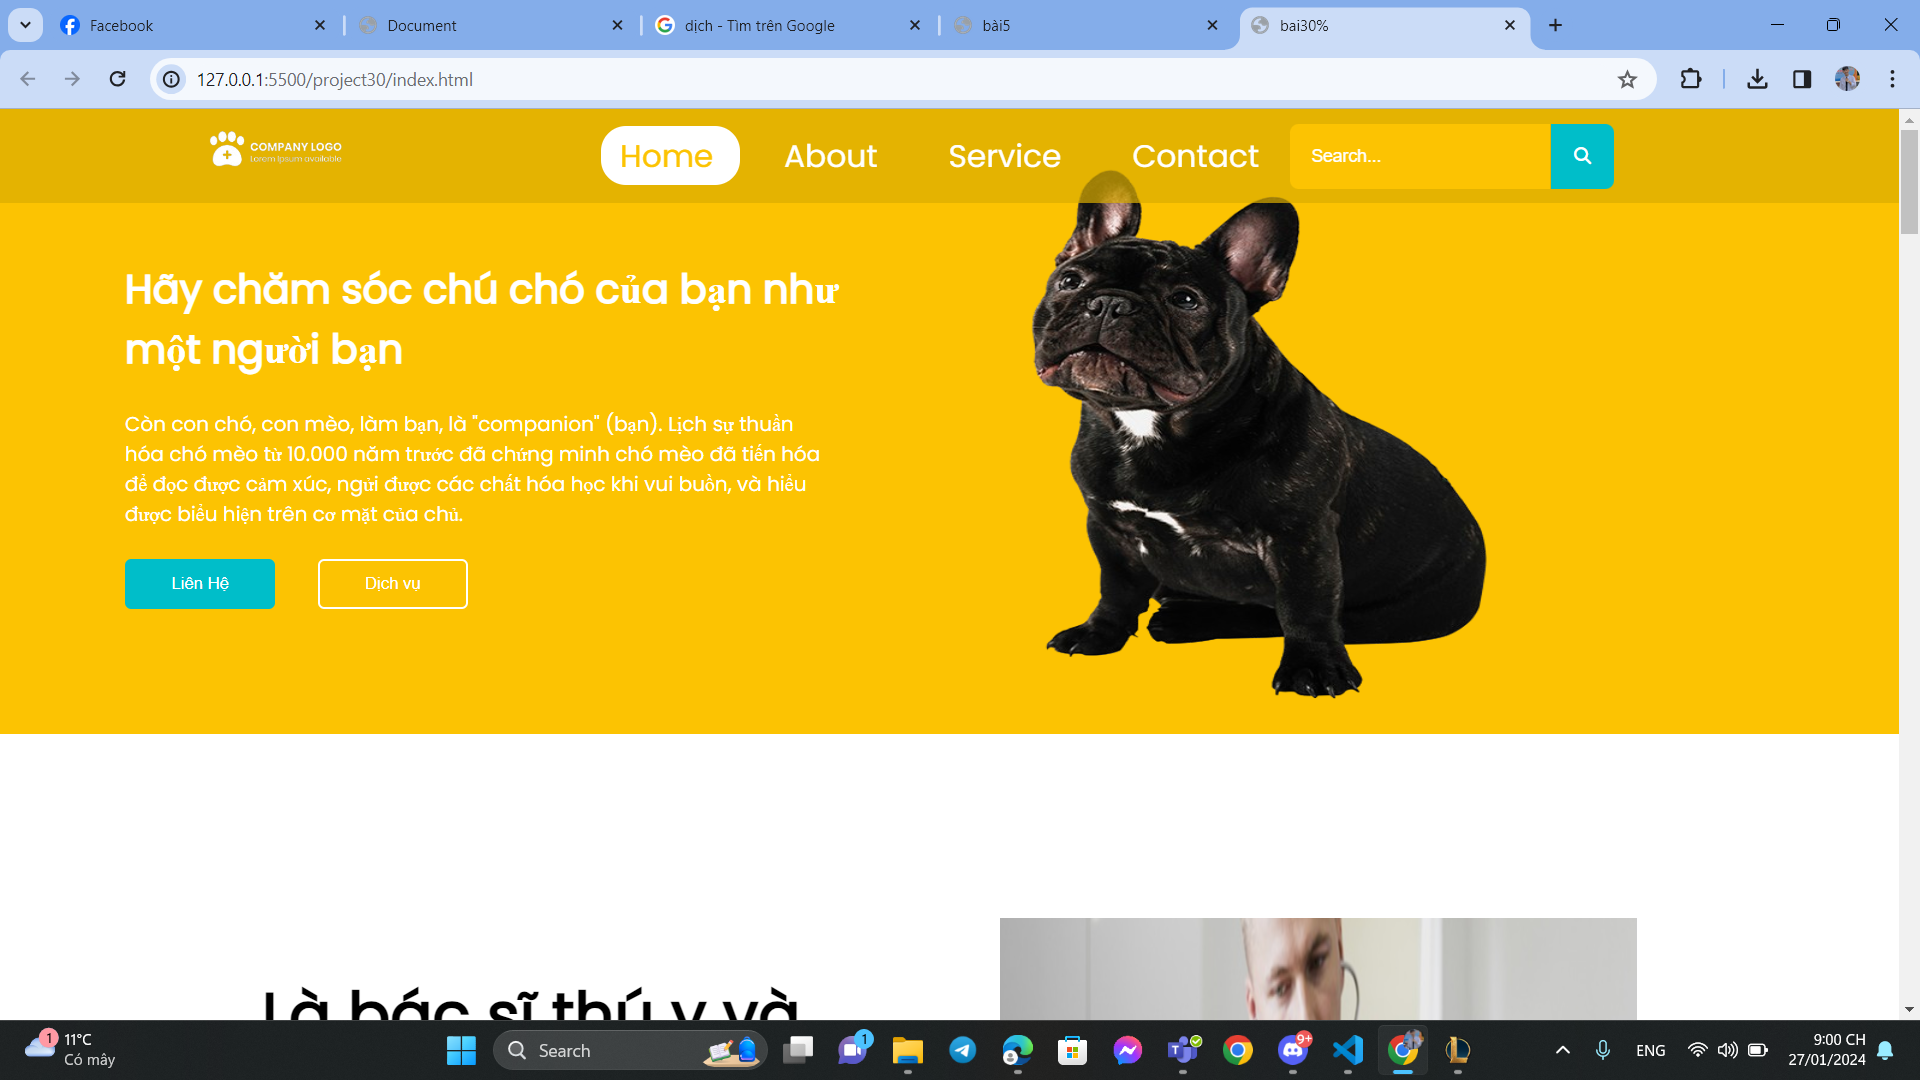 Facebook
Document
dịch - Tìm trên Google
bài5
bai30%
127.0.0.1:5500/project30/index.html
COMPANY LOGO
Lorem Ipsum available
Home
About
Service
Contact
Search...
Hãy chăm sóc chú chó của bạn như
một người bạn
Còn con chó, con mèo, làm bạn, là "companion" (bạn). Lịch sự thuần
hóa chó mèo từ 10.000 năm trước đã chứng minh chó mèo đã tiến hóa
để đọc được cảm xúc, ngửi được các chất hóa học khi vui buồn, và hiểu
được biểu hiện trên cơ mặt của chủ.
Liên Hệ
Dịch vụ
Là bác sĩ thú y và
1
11°C
Có mây
Search
1
9+
ENG
9:00 CH
27/01/2024